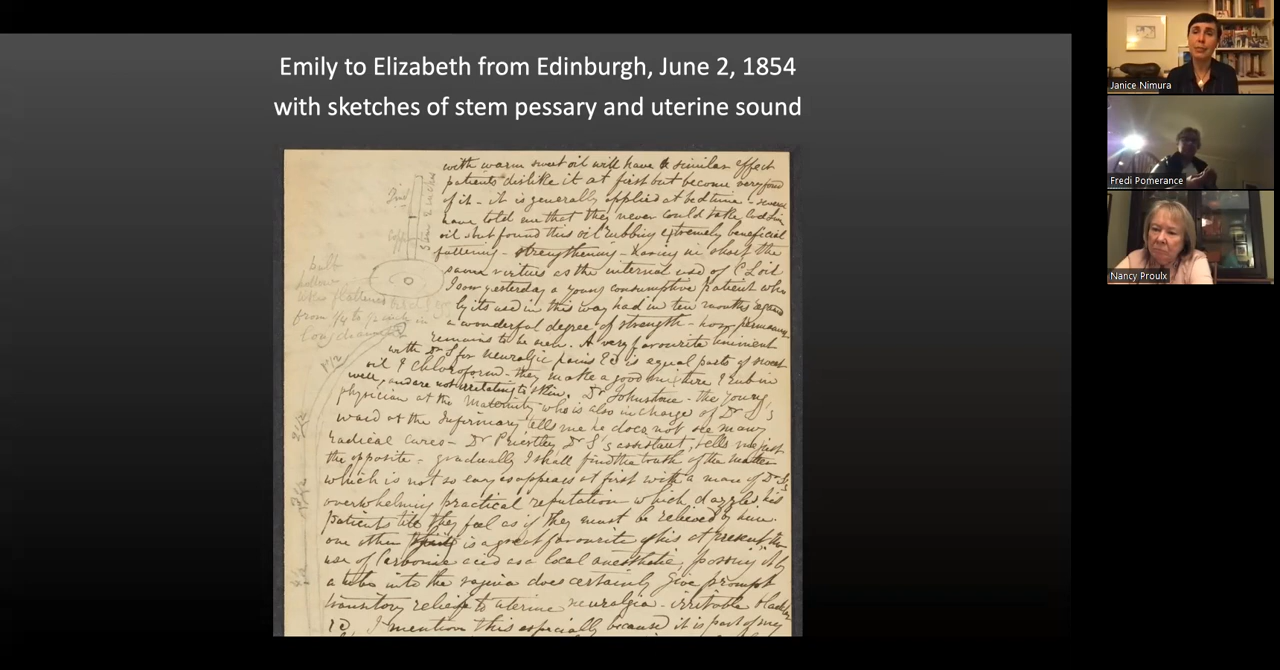 Emily to Elizabeth from Edinburgh, June 2, 1854
with sketches of stem pessary and uterine sound
with warm sweet oil will have a similar effect
patients dislike it at first but become very fond
of it - it is generally applied at bedtime - several
have told me that they never could take cod liver
oil but found this oil rubbing extremely beneficial
fattening - strengthening - having in short the
same virtues as the internal use of C L oil
I saw yesterday a young consumptive patient who
by its use in this way had in ten months
a wonderful degree of strength - how permanent
remains to be seen. A very favourite liniment
with Dr S for neuralgic pains is equal parts of sweet
oil & Chloroform - they make a good mixture I rub in
well, and are not irritating to skin. Dr Johnstone - the young
physician at the Maternity who is also in charge of Dr S's
ward at the Infirmary tells me he does not see many
radical cures - Dr Priestley Dr S's assistant, tells me just
the opposite - gradually I shall find the truth of the matter
which is not so easy as appears at first with a man of Dr S's
overwhelming practical reputation which dazzles his
patients till they feel as if they must be relieved by him.
one other is a great favourite of his at present the
use of Carbonic acid as a local anesthetic, passing it by
a tube into the vagina does certainly give prompt
transitory relief to uterine neuralgia - irritable bladder
I mention this especially because it is part of my
Janice Nimura
Fredi Pomerance
Nancy Proulx